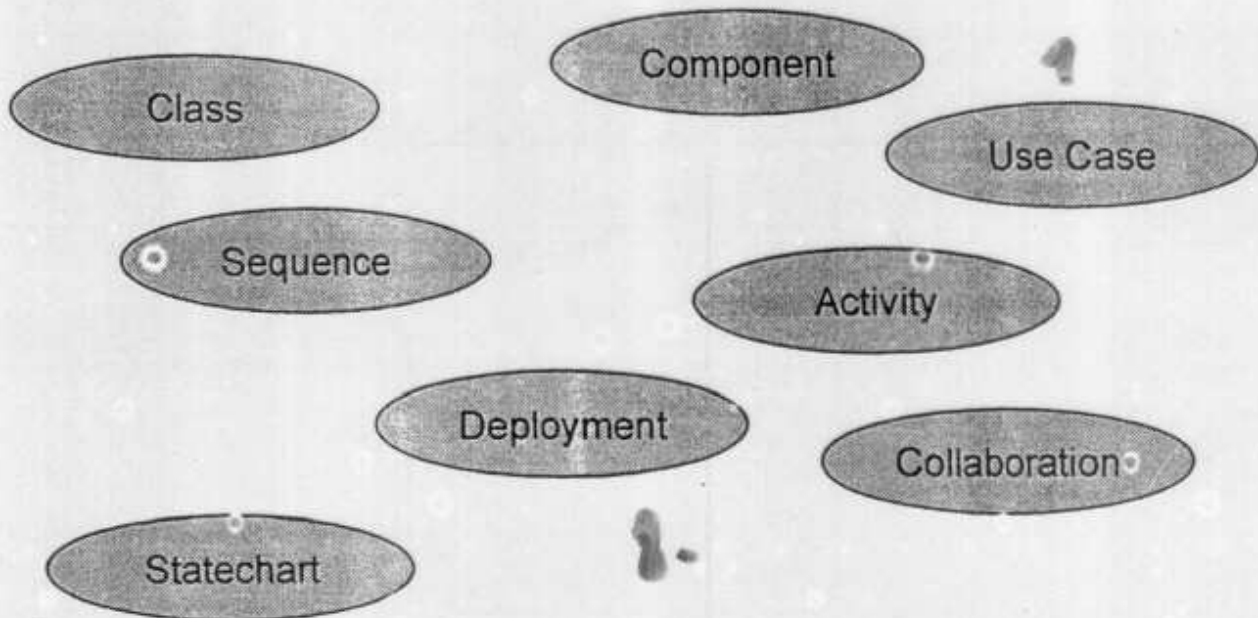 Component
Class
Use Case
Sequence
Activity
Deployment
Collaboration
Statechart